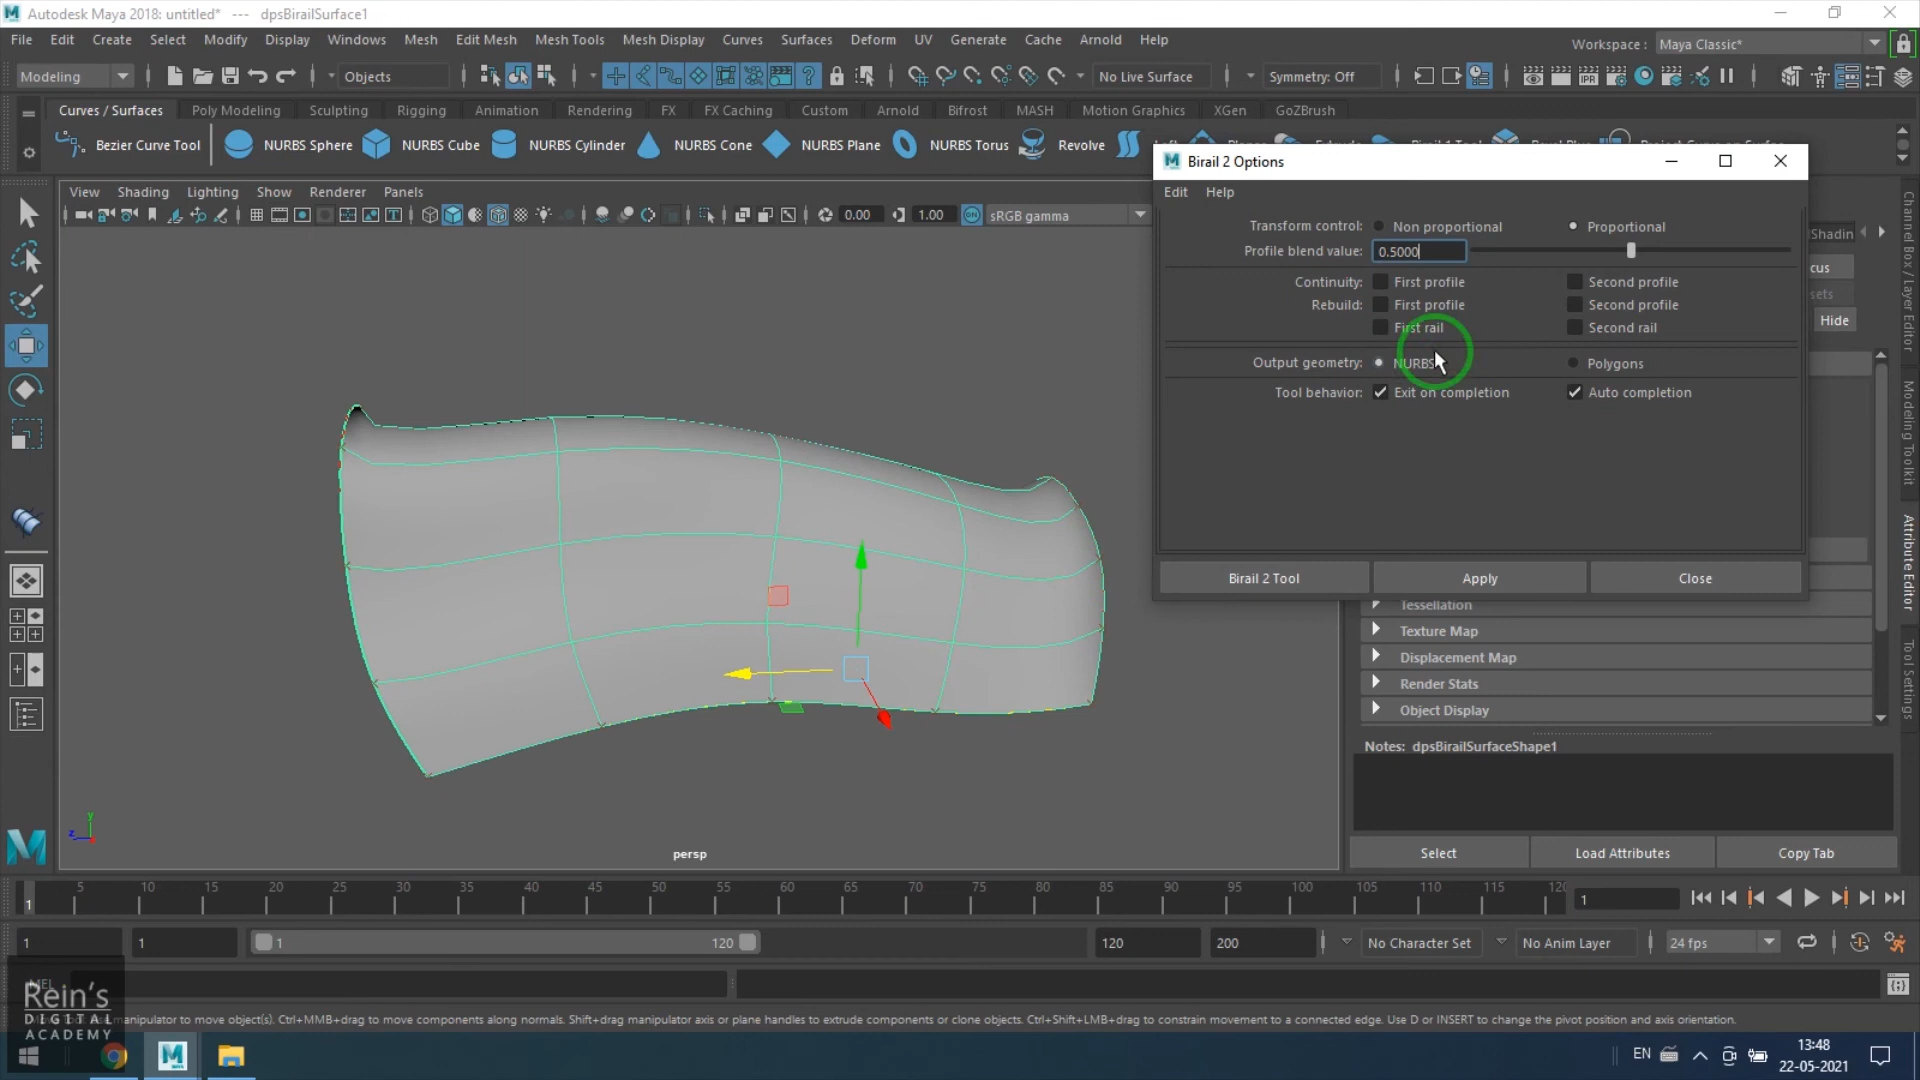 Autodesk Maya 2018: untitled* --- dpsBirailSurface1
File Edit Create Select Modify Display Windows Mesh Edit Mesh Mesh Tools Mesh Display Curves Surfaces Deform UV Generate Cache Arnold Help
Workspace : Maya Classic*
Modeling Objects No Live Surface Symmetry: Off
Curves / Surfaces Poly Modeling Sculpting Rigging Animation Rendering FX FX Caching Custom Arnold Bifrost MASH Motion Graphics XGen GoZBrush
Bezier Curve Tool NURBS Sphere NURBS Cube NURBS Cylinder NURBS Cone NURBS Plane NURBS Torus Revolve
View Shading Lighting Show Renderer Panels
0.00 1.00 sRGB gamma
Birail 2 Options
Edit Help
Transform control: Non proportional Proportional
Profile blend value: 0.5000
Continuity: First profile Second profile
Rebuild: First profile Second profile
First rail Second rail
Output geometry: NURBS Polygons
Tool behavior: Exit on completion Auto completion
Birail 2 Tool Apply Close
Shadin
cus
sets
Hide
Channel Box / Layer Editor
Modeling Toolkit
Attribute Editor
Tool Settings
Tessellation
Texture Map
Displacement Map
Render Stats
Object Display
Notes: dpsBirailSurfaceShape1
Select Load Attributes Copy Tab
y
z
persp
5 10 15 20 25 30 35 40 45 50 55 60 65 70 75 80 85 90 95 100 105 110 115 120
1 1
1 1 1 120 120 200 No Character Set No Anim Layer 24 fps
MEL
Rein's
DIGITAL
ACADEMY
manipulator to move object(s). Ctrl+MMB+drag to move components along normals. Shift+drag manipulator axis or plane handles to extrude components or clone objects. Ctrl+Shift+LMB+drag to constrain movement to a connected edge. Use D or INSERT to change the pivot position and axis orientation.
EN
13:48
22-05-2021